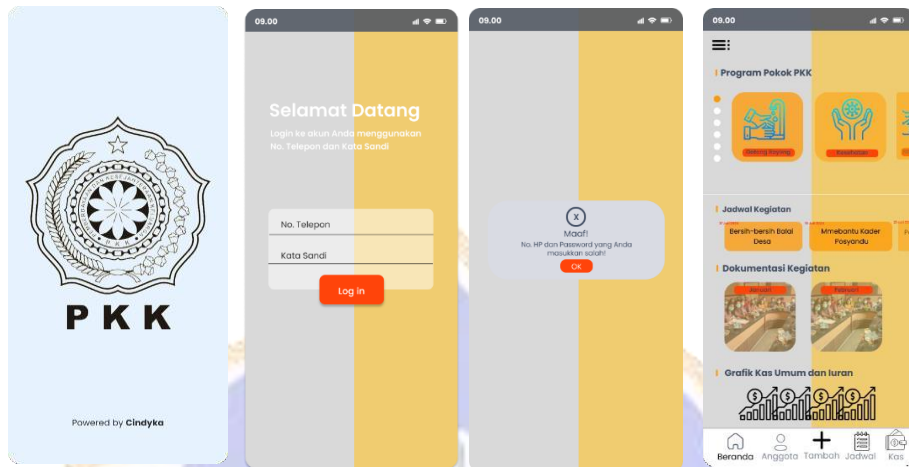 PKK
Powered by Cindyka
09.00
Selamat Datang
Login ke akun Anda menggunakan
No. Telepon dan Kata Sandi
No. Telepon
Kata Sandi
Log in
09.00
x
Maaf!
No. HP dan Password yang Anda
masukkan salah!
OK
09.00
Program Pokok PKK
Gotong Royong
Kesehatan
Jadwal Kegiatan
Bersih-bersih Balai
Desa
Mmebantu Kader
Posyandu
Dokumentasi Kegiatan
Januari
Februari
Grafik Kas Umum dan Iuran
Beranda
Anggota
Tambah
Jadwal
Kas